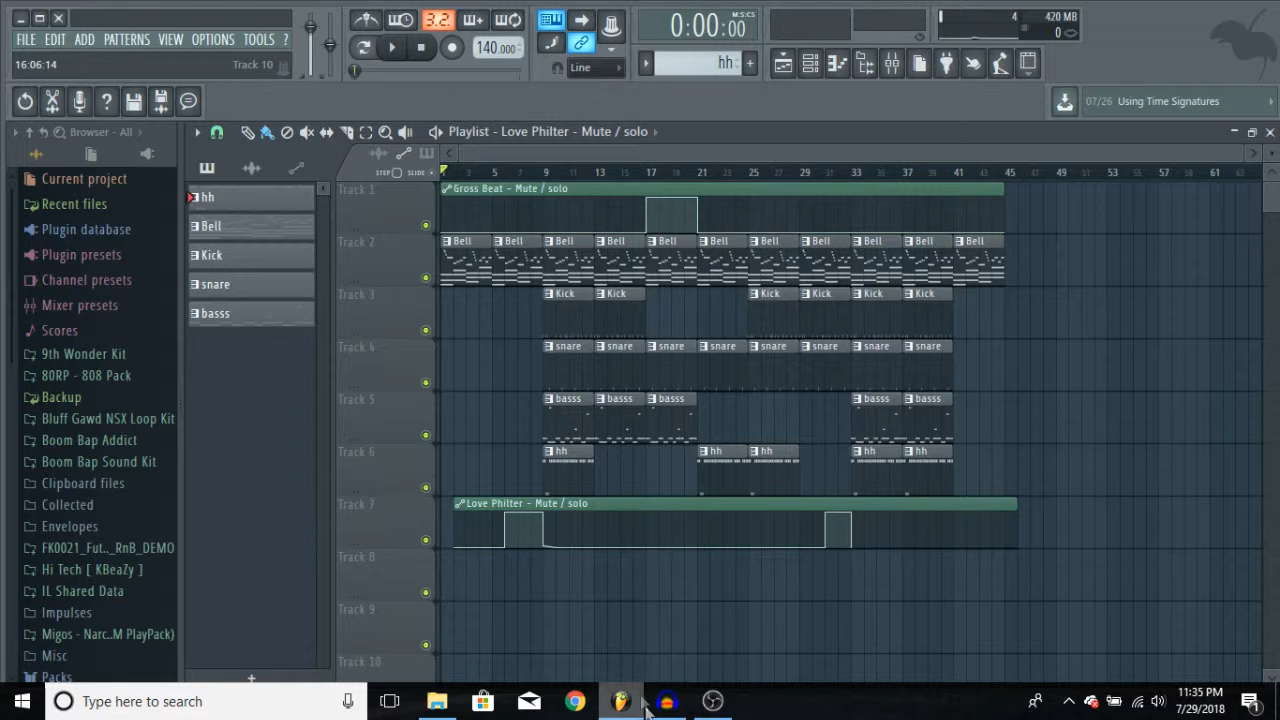 FILE EDIT ADD PATTERNS VIEW OPTIONS TOOLS ?
16:06:14 Track 10
3.2
140.000
Line
0:00:00
M:S:CS
hh
4 420 MB
0
07/26 Using Time Signatures
Browser - All
Playlist - Love Philter - Mute / solo
STEP SLIDE
1 5 9 13 17 21 25 29 33 37 41 45 49 53 57 61
Current project
Recent files
Plugin database
Plugin presets
Channel presets
Mixer presets
Scores
9th Wonder Kit
80RP - 808 Pack
Backup
Bluff Gawd NSX Loop Kit
Boom Bap Addict
Boom Bap Sound Kit
Clipboard files
Collected
Envelopes
FK0021_Fut.._RnB_DEMO
Hi Tech [ KBeaZy ]
IL Shared Data
Impulses
Migos - Narc..M PlayPack)
Misc
Packs
hh
Bell
Kick
snare
basss
Track 1
Gross Beat - Mute / solo
Track 2
Bell Bell Bell Bell Bell Bell Bell Bell Bell Bell Bell
Track 3
Kick Kick Kick Kick Kick Kick
Track 4
snare snare snare snare snare snare snare snare
Track 5
basss basss basss basss basss
Track 6
hh hh hh hh hh
Track 7
Love Philter - Mute / solo
Track 8
Track 9
Track 10
Type here to search
11:35 PM
7/29/2018
1